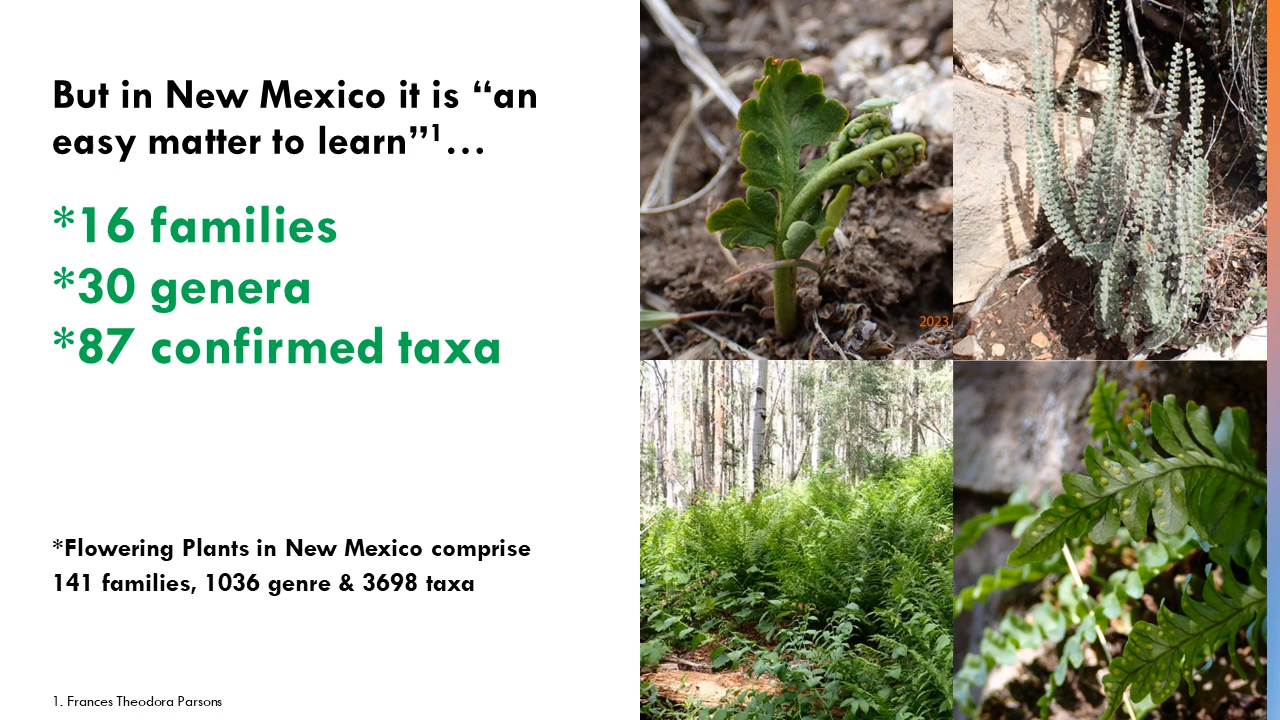 But in New Mexico it is “an
easy matter to learn”¹…
*16 families
*30 genera
*87 confirmed taxa
*Flowering Plants in New Mexico comprise
141 families, 1036 genre & 3698 taxa
1. Frances Theodora Parsons
2023